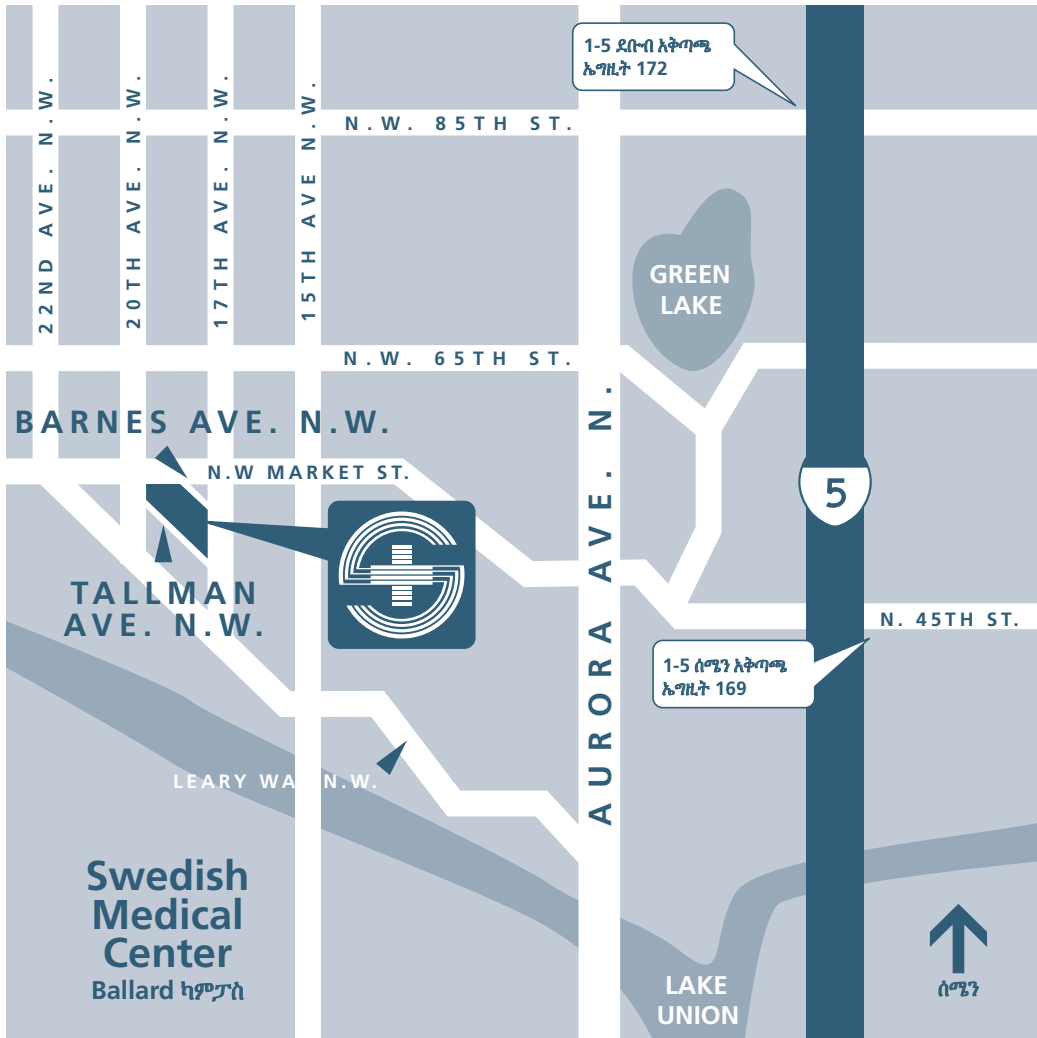 1-5 ደቡብ አቅጣጫ
ኤግዚት 172
22ND AVE. N.W.
20TH AVE. N.W.
17TH AVE. N.W.
15TH AVE N.W.
N.W. 85TH ST.
GREEN
LAKE
N.W. 65TH ST.
BARNES AVE. N.W.
N.W MARKET ST.
5
AURORA AVE. N.
TALLMAN
AVE. N.W.
N. 45TH ST.
1-5 ሰሜን አቅጣጫ
ኤግዚት 169
LEARY WA N.W.
Swedish
Medical
Center
Ballard ካምፓስ
LAKE
UNION
ሰሜን